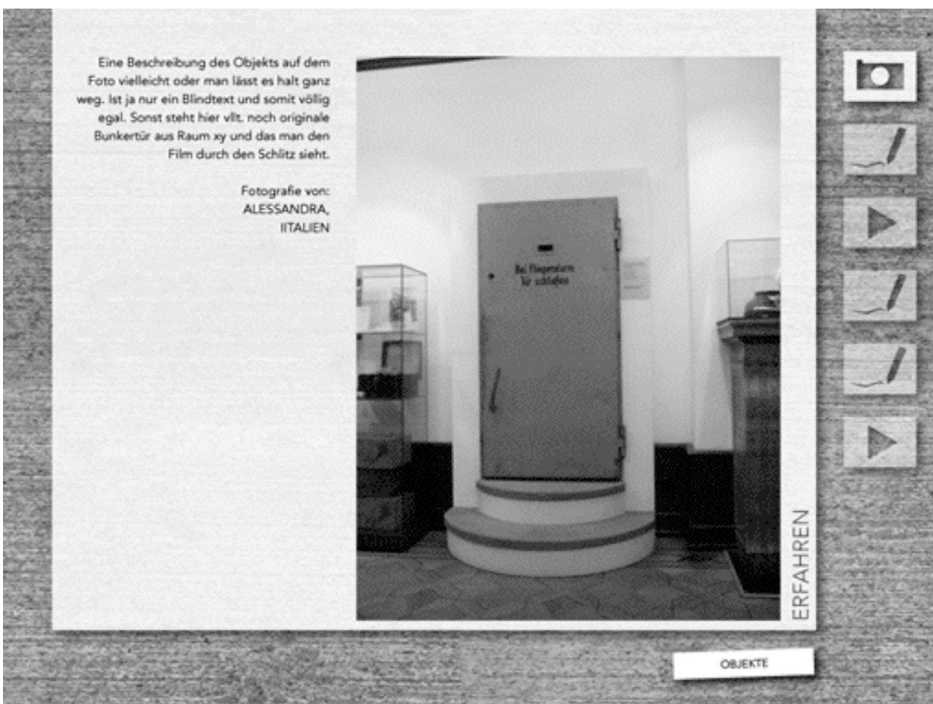 Eine Beschreibung des Objekts auf dem
Foto vielleicht oder man lässt es halt ganz
weg. Ist ja nur ein Blindtext und somit völlig
egal. Sonst steht hier vllt. noch originale
Bunkertür aus Raum xy und das man den
Film durch den Schlitz sieht.
Fotografie von:
ALESSANDRA,
IITALIEN
Bei Fliegeralarm
Tür schließen
ERFAHREN
OBJEKTE